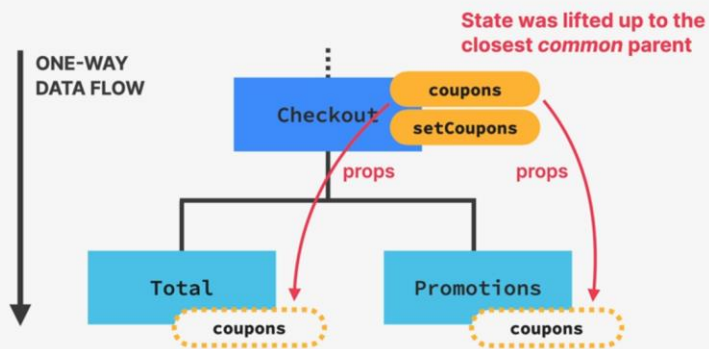 State was lifted up to the
closest common parent
ONE-WAY
DATA FLOW
Checkout
coupons
setCoupons
props
props
Total
coupons
Promotions
coupons